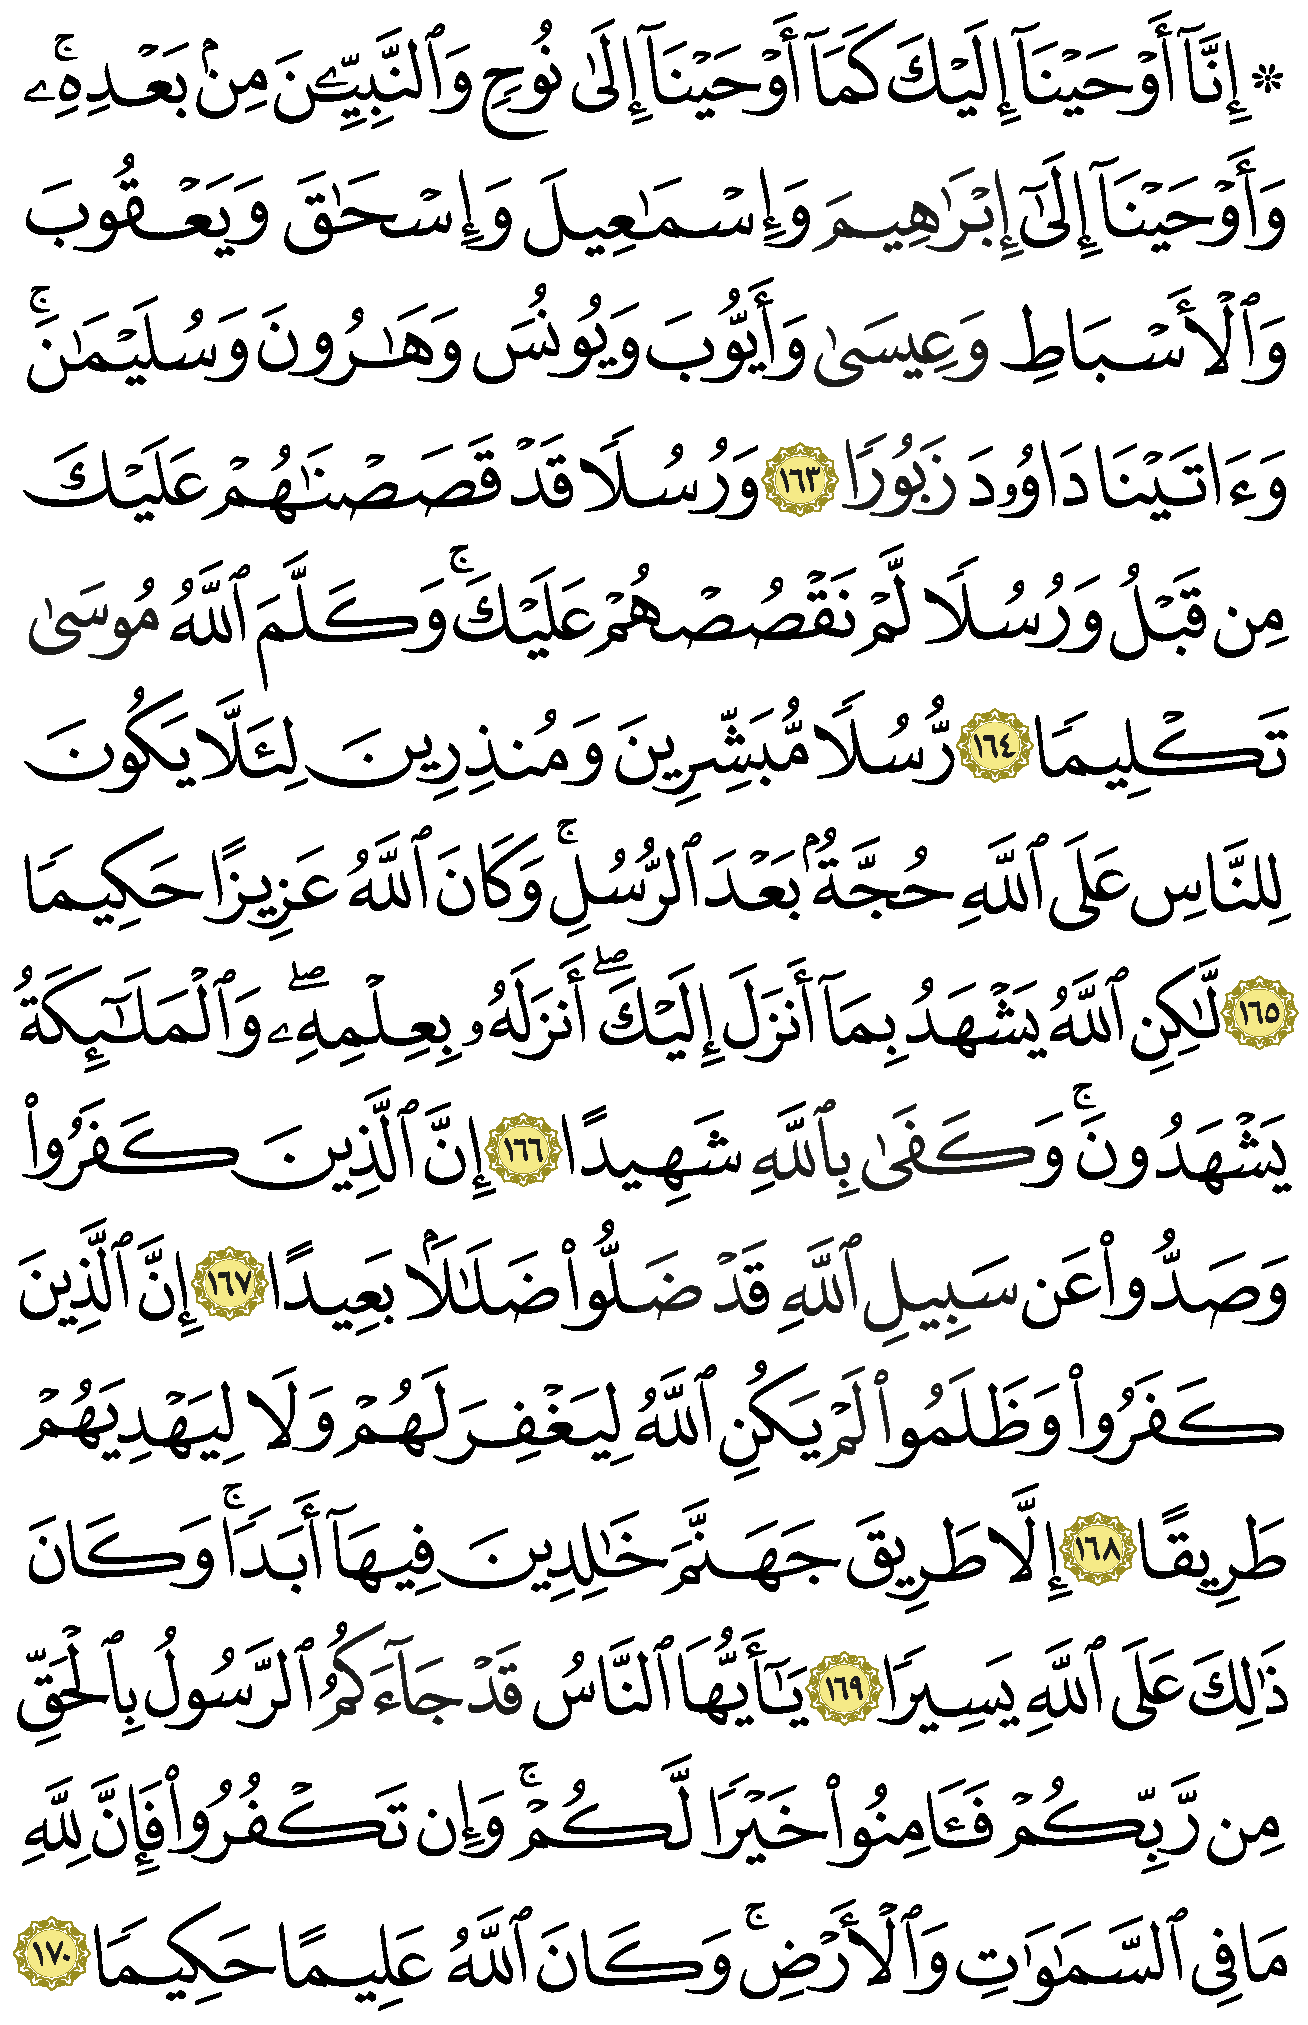 ۞ إِنَّآ أَوْحَيْنَآ إِلَيْكَ كَمَآ أَوْحَيْنَآ إِلَىٰ نُوحٍ وَٱلنَّبِيِّـۧنَ مِنۢ بَعْدِهِۦۚ
وَأَوْحَيْنَآ إِلَىٰٓ إِبْرَٰهِيمَ وَإِسْمَٰعِيلَ وَإِسْحَٰقَ وَيَعْقُوبَ
وَٱلْأَسْبَاطِ وَعِيسَىٰ وَأَيُّوبَ وَيُونُسَ وَهَٰرُونَ وَسُلَيْمَٰنَۚ
وَءَاتَيْنَا دَاوُۥدَ زَبُورًا ١٦٣ وَرُسُلًا قَدْ قَصَصْنَٰهُمْ عَلَيْكَ
مِن قَبْلُ وَرُسُلًا لَّمْ نَقْصُصْهُمْ عَلَيْكَۚ وَكَلَّمَ ٱللَّهُ مُوسَىٰ
تَكْلِيمًا ١٦٤ رُّسُلًا مُّبَشِّرِينَ وَمُنذِرِينَ لِئَلَّا يَكُونَ
لِلنَّاسِ عَلَى ٱللَّهِ حُجَّةٌۢ بَعْدَ ٱلرُّسُلِۚ وَكَانَ ٱللَّهُ عَزِيزًا حَكِيمًا
١٦٥ لَّٰكِنِ ٱللَّهُ يَشْهَدُ بِمَآ أَنزَلَ إِلَيْكَۖ أَنزَلَهُۥ بِعِلْمِهِۦۖ وَٱلْمَلَٰٓئِكَةُ
يَشْهَدُونَۚ وَكَفَىٰ بِٱللَّهِ شَهِيدًا ١٦٦ إِنَّ ٱلَّذِينَ كَفَرُوا۟
وَصَدُّوا۟ عَن سَبِيلِ ٱللَّهِ قَدْ ضَلُّوا۟ ضَلَٰلًۢا بَعِيدًا ١٦٧ إِنَّ ٱلَّذِينَ
كَفَرُوا۟ وَظَلَمُوا۟ لَمْ يَكُنِ ٱللَّهُ لِيَغْفِرَ لَهُمْ وَلَا لِيَهْدِيَهُمْ
طَرِيقًا ١٦٨ إِلَّا طَرِيقَ جَهَنَّمَ خَٰلِدِينَ فِيهَآ أَبَدًاۚ وَكَانَ
ذَٰلِكَ عَلَى ٱللَّهِ يَسِيرًا ١٦٩ يَٰٓأَيُّهَا ٱلنَّاسُ قَدْ جَآءَكُمُ ٱلرَّسُولُ بِٱلْحَقِّ
مِن رَّبِّكُمْ فَـَٔامِنُوا۟ خَيْرًا لَّكُمْۚ وَإِن تَكْفُرُوا۟ فَإِنَّ لِلَّهِ
مَا فِي ٱلسَّمَٰوَٰتِ وَٱلْأَرْضِۚ وَكَانَ ٱللَّهُ عَلِيمًا حَكِيمًا ١٧٠